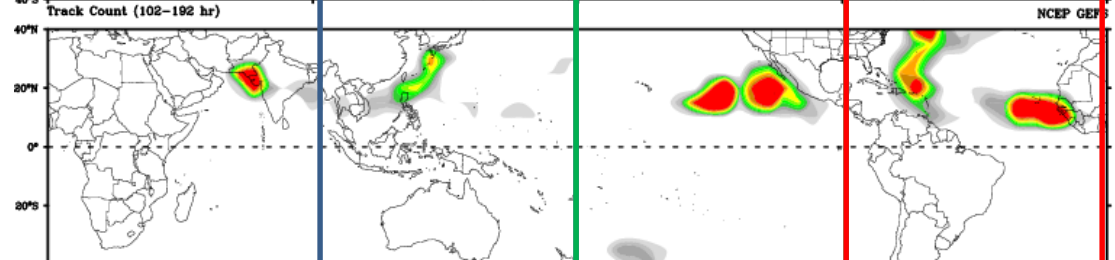 Track Count (102-192 hr)
NCEP GEFS
40°N
20°N
0°
20°S